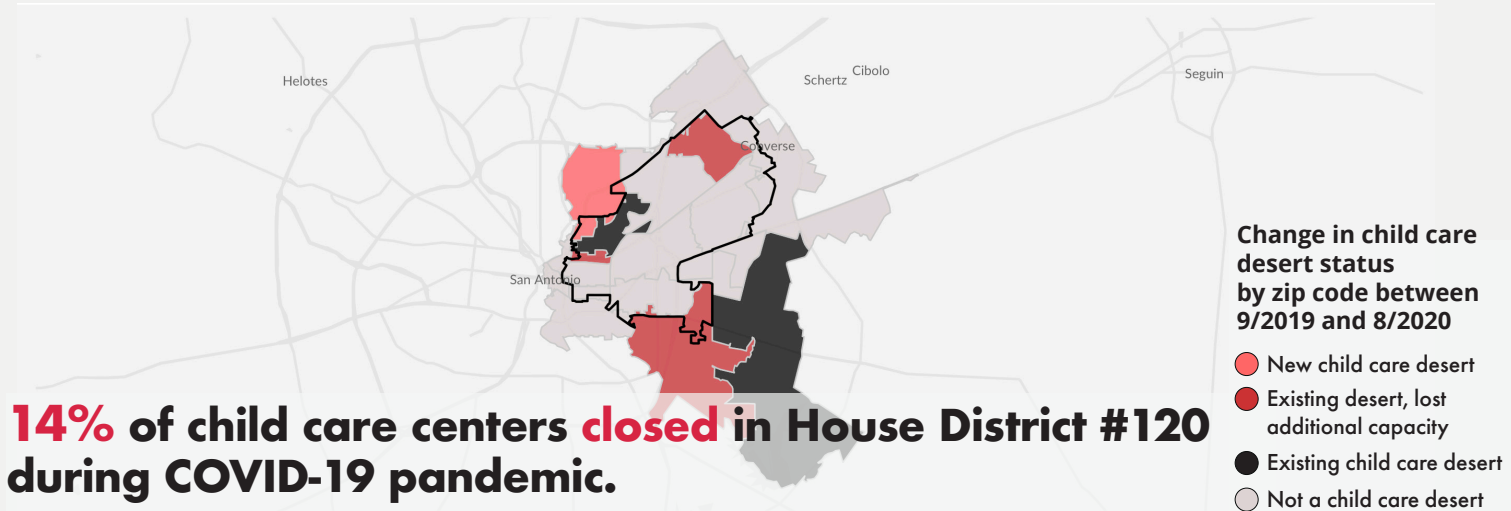 Helotes
Cibolo
Schertz
Seguin
Converse
San Antonio
Change in child care
desert status
by zip code between
9/2019 and 8/2020
New child care desert
Existing desert, lost
additional capacity
Existing child care desert
Not a child care desert
14% of child care centers closed in House District #120
during COVID-19 pandemic.